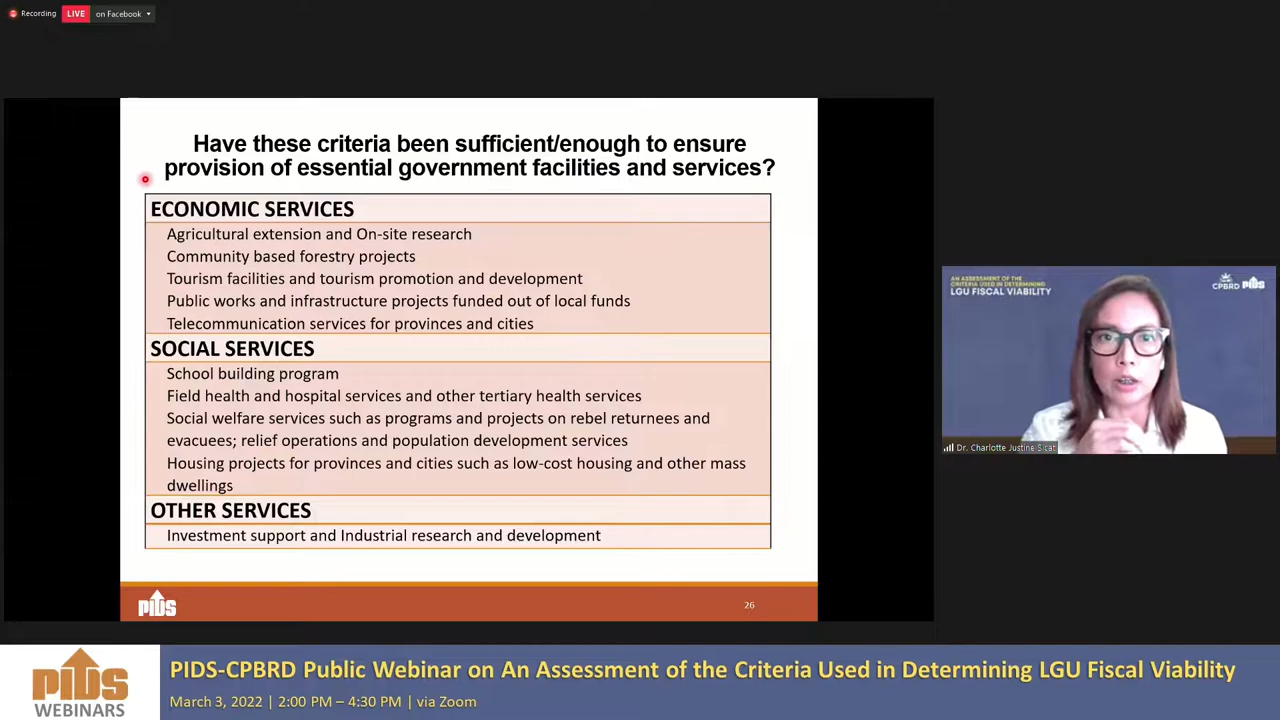 Recording
LIVE
on Facebook
Have these criteria been sufficient/enough to ensure
provision of essential government facilities and services?
ECONOMIC SERVICES
Agricultural extension and On-site research
Community based forestry projects
Tourism facilities and tourism promotion and development
Public works and infrastructure projects funded out of local funds
Telecommunication services for provinces and cities
SOCIAL SERVICES
School building program
Field health and hospital services and other tertiary health services
Social welfare services such as programs and projects on rebel returnees and
evacuees; relief operations and population development services
Housing projects for provinces and cities such as low-cost housing and other mass
dwellings
OTHER SERVICES
Investment support and Industrial research and development
PIDS
26
AN ASSESSMENT OF THE
CRITERIA USED IN DETERMINING
LGU FISCAL VIABILITY
CPBRD PIDS
Dr. Charlotte Justine Sicat
PIDS
WEBINARS
PIDS-CPBRD Public Webinar on An Assessment of the Criteria Used in Determining LGU Fiscal Viability
March 3, 2022 | 2:00 PM – 4:30 PM | via Zoom